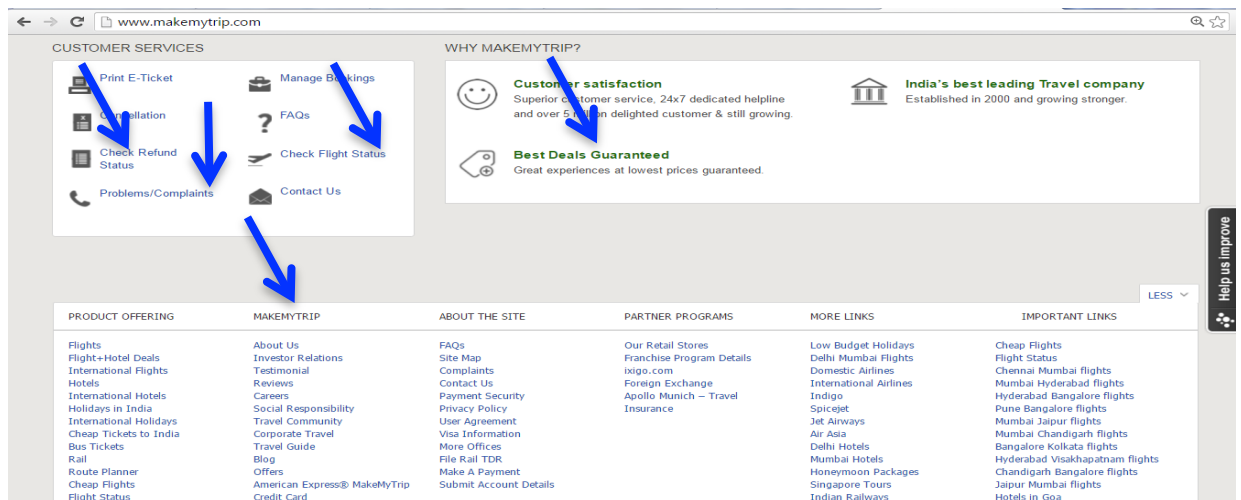 www.makemytrip.com
CUSTOMER SERVICES
Print E-Ticket
Manage Bookings
Cancellation
FAQs
Check Refund
Status
Check Flight Status
Problems/Complaints
Contact Us
WHY MAKEMYTRIP?
Customer satisfaction
Superior customer service, 24x7 dedicated helpline
and over 5 million delighted customer & still growing.
India's best leading Travel company
Established in 2000 and growing stronger.
Best Deals Guaranteed
Great experiences at lowest prices guaranteed.
Help us improve
LESS
PRODUCT OFFERING
Flights
Flight+Hotel Deals
International Flights
Hotels
International Hotels
Holidays in India
International Holidays
Cheap Tickets to India
Bus Tickets
Rail
Route Planner
Cheap Flights
Flight Status
MAKEMYTRIP
About Us
Investor Relations
Testimonial
Reviews
Careers
Social Responsibility
Travel Community
Corporate Travel
Travel Guide
Blog
Offers
American Express® MakeMyTrip
Credit Card
ABOUT THE SITE
FAQs
Site Map
Complaints
Contact Us
Payment Security
Privacy Policy
User Agreement
Visa Information
More Offices
File Rail TDR
Make A Payment
Submit Account Details
PARTNER PROGRAMS
Our Retail Stores
Franchise Program Details
ixigo.com
Foreign Exchange
Apollo Munich – Travel
Insurance
MORE LINKS
Low Budget Holidays
Delhi Mumbai Flights
Domestic Airlines
International Airlines
Indigo
Spicejet
Jet Airways
Air Asia
Delhi Hotels
Mumbai Hotels
Honeymoon Packages
Singapore Tours
Indian Railways
IMPORTANT LINKS
Cheap Flights
Flight Status
Chennai Mumbai flights
Mumbai Hyderabad flights
Hyderabad Bangalore flights
Pune Bangalore flights
Mumbai Jaipur flights
Mumbai Chandigarh flights
Bangalore Kolkata flights
Hyderabad Visakhapatnam flights
Chandigarh Bangalore flights
Jaipur Mumbai flights
Hotels in Goa